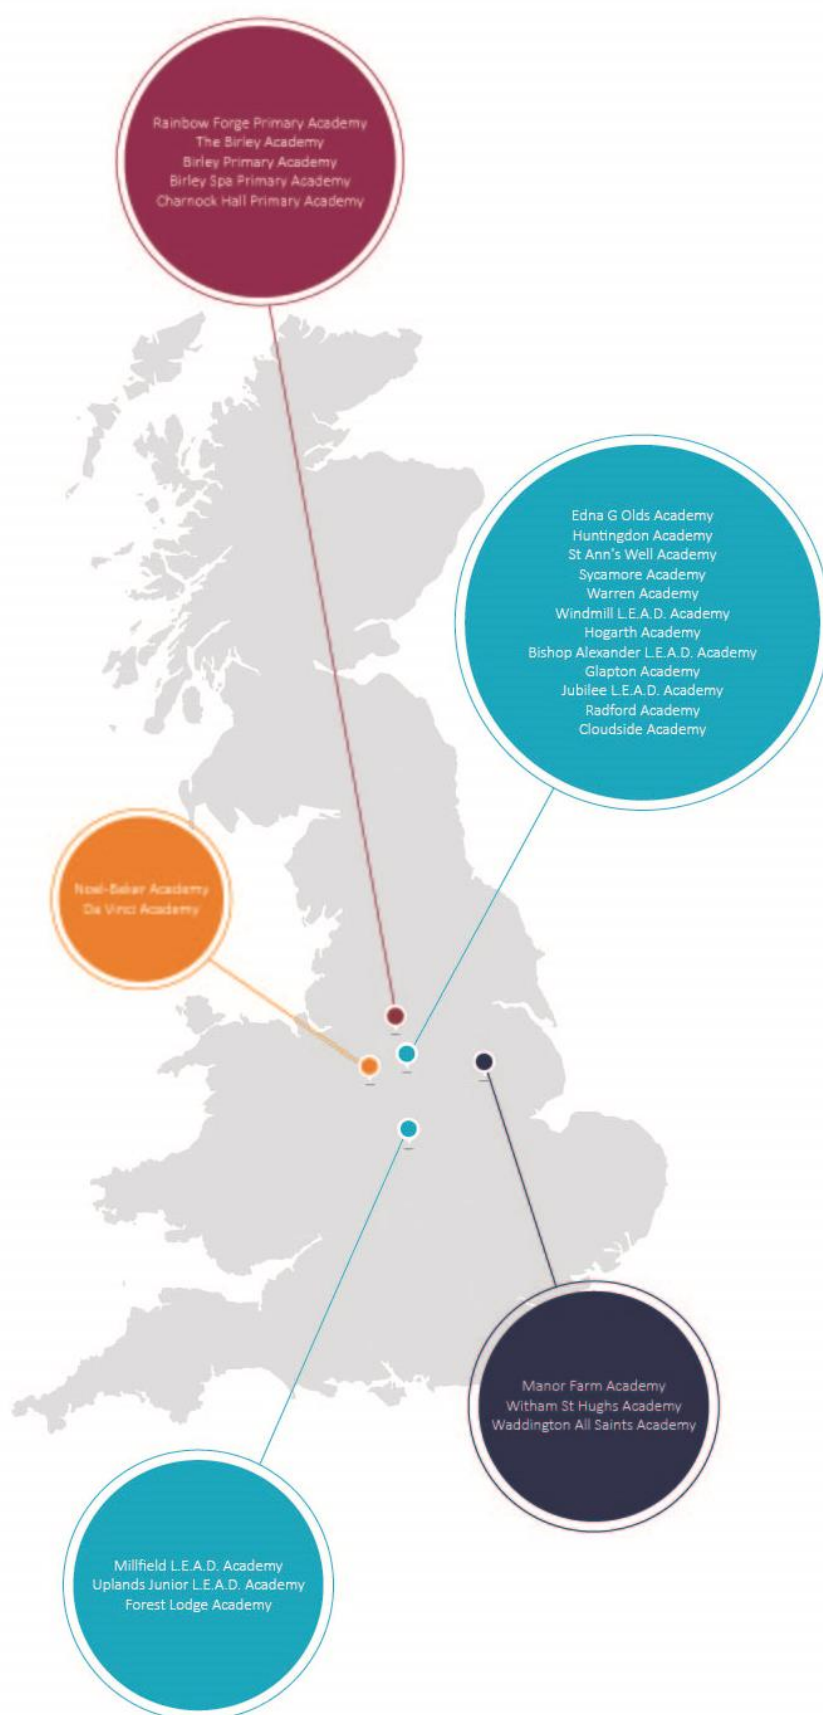 Rainbow Forge Primary Academy
The Birley Academy
Birley Primary Academy
Birley Spa Primary Academy
Charnock Hall Primary Academy
Edna G Olds Academy
Huntingdon Academy
St Ann's Well Academy
Sycamore Academy
Warren Academy
Windmill L.E.A.D. Academy
Hogarth Academy
Bishop Alexander L.E.A.D. Academy
Glapton Academy
Jubilee L.E.A.D. Academy
Radford Academy
Cloudside Academy
Noel-Baker Academy
Da Vinci Academy
Manor Farm Academy
Witham St Hughs Academy
Waddington All Saints Academy
Millfield L.E.A.D. Academy
Uplands Junior L.E.A.D. Academy
Forest Lodge Academy